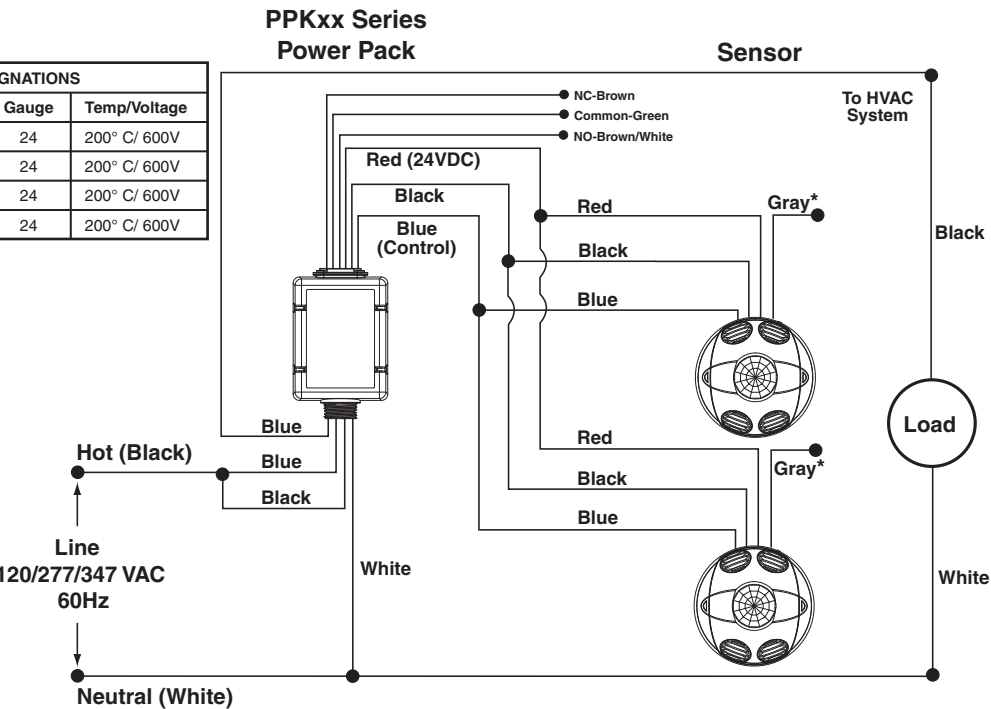 PPKxx Series
Power Pack
Sensor
GNATIONS
Gauge Temp/Voltage
24 200° C/ 600V
24 200° C/ 600V
24 200° C/ 600V
24 200° C/ 600V
NC-Brown
Common-Green
NO-Brown/White
To HVAC
System
Red (24VDC)
Black
Blue
(Control)
Red
Gray*
Black
Black
Blue
Load
Blue
Hot (Black)
Blue
Black
Red
Gray*
Black
Blue
Line
120/277/347 VAC
60Hz
White
White
Neutral (White)